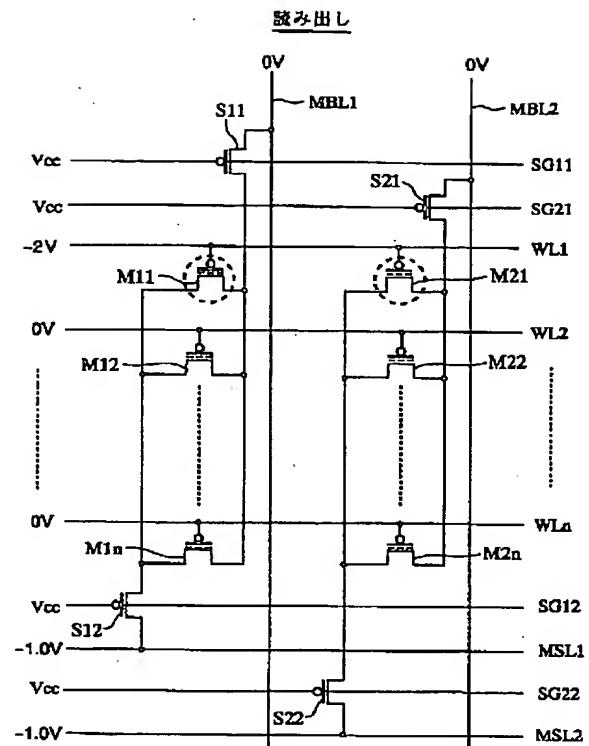 読み出し
0V 0V
MBL1
S11 MBL2
Vcc SG11
S21
Vcc SG21
-2V WL1
M11 M21
0V WL2
M12 M22
0V WLn
M1n M2n
Vcc SG12
S12
-1.0V MSL1
Vcc SG22
S22
-1.0V MSL2